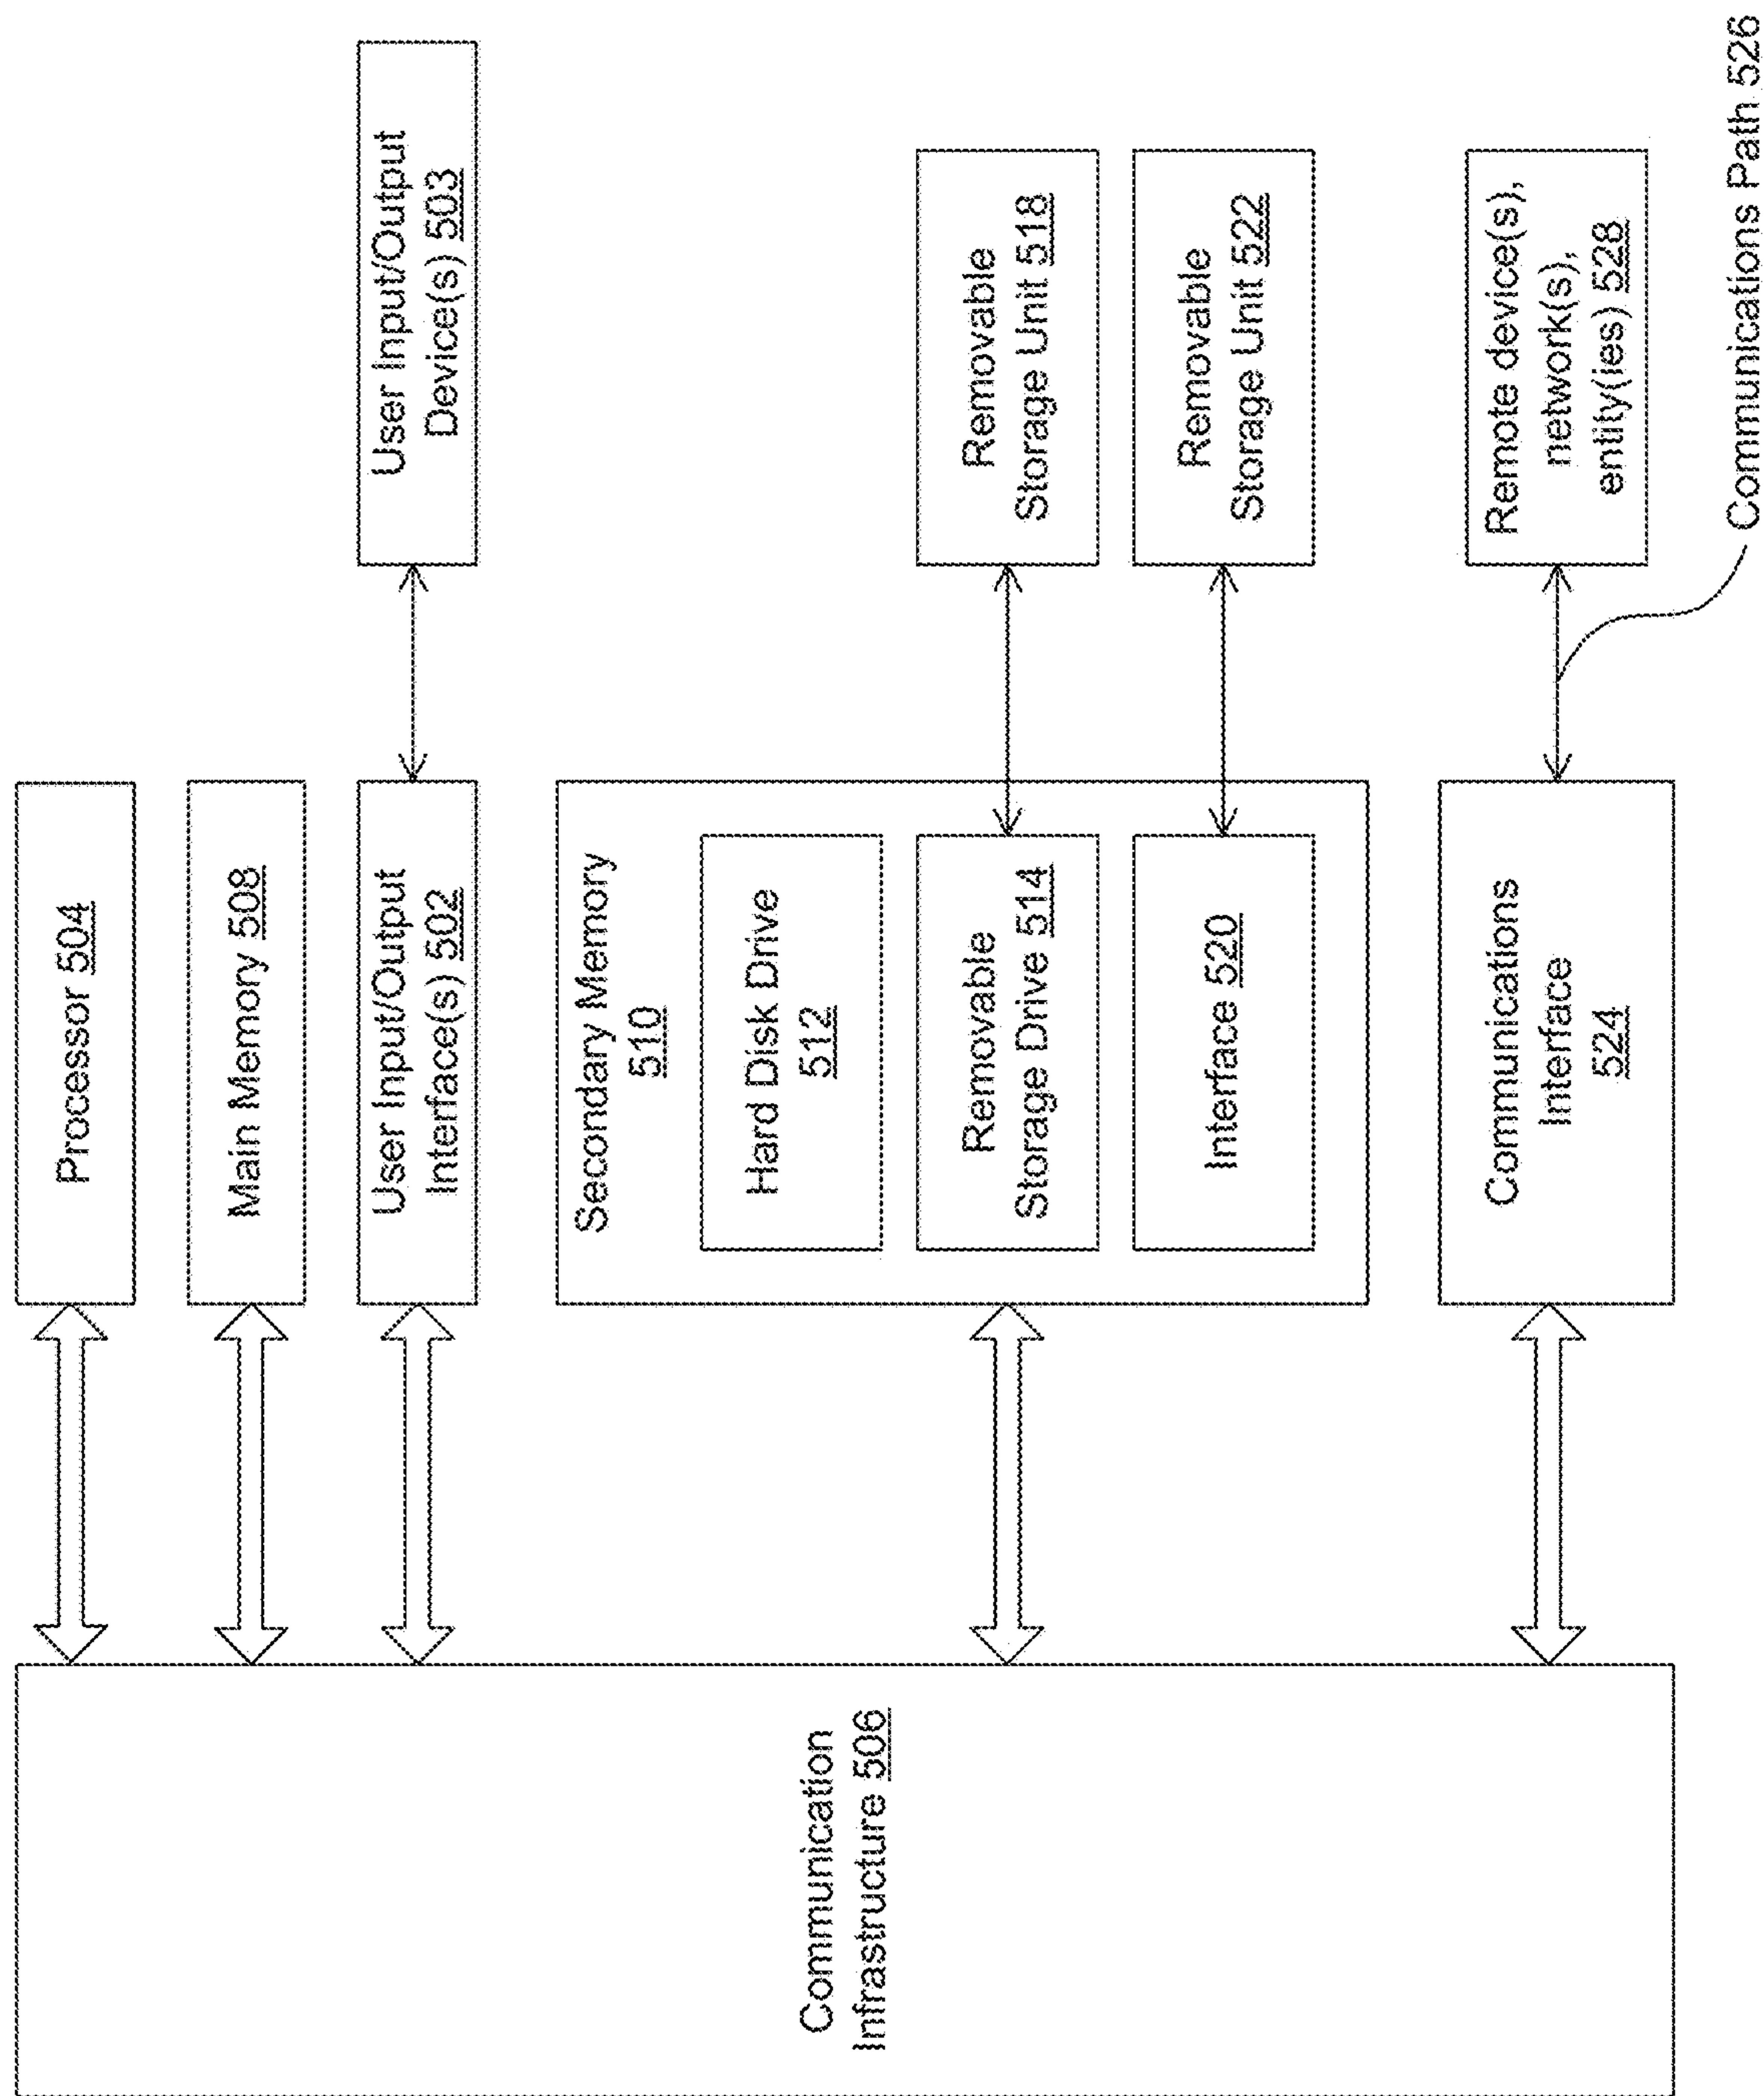 Processor 504
Main Memory 508
User Input/Output
Interface(s) 502
User Input/Output
Device(s) 503
Secondary Memory
510
Hard Disk Drive
512
Removable
Storage Drive 514
Removable
Storage Unit 518
Interface 520
Removable
Storage Unit 522
Communications
Interface
524
Remote device(s),
network(s),
entity(ies) 528
Communications Path 526
Communication
Infrastructure 506